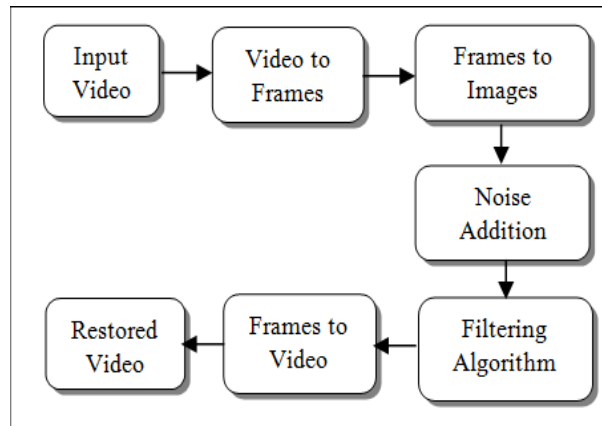 Input
Video
Video to
Frames
Frames to
Images
Noise
Addition
Filtering
Algorithm
Frames to
Video
Restored
Video